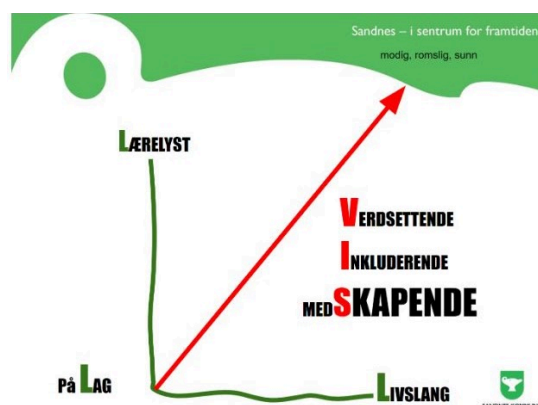 Sandnes – i sentrum for framtiden
modig, romslig, sunn
LÆRELYST
VERDSETTENDE
INKLUDERENDE
MEDSKAPENDE
På LAG
LIVSLANG